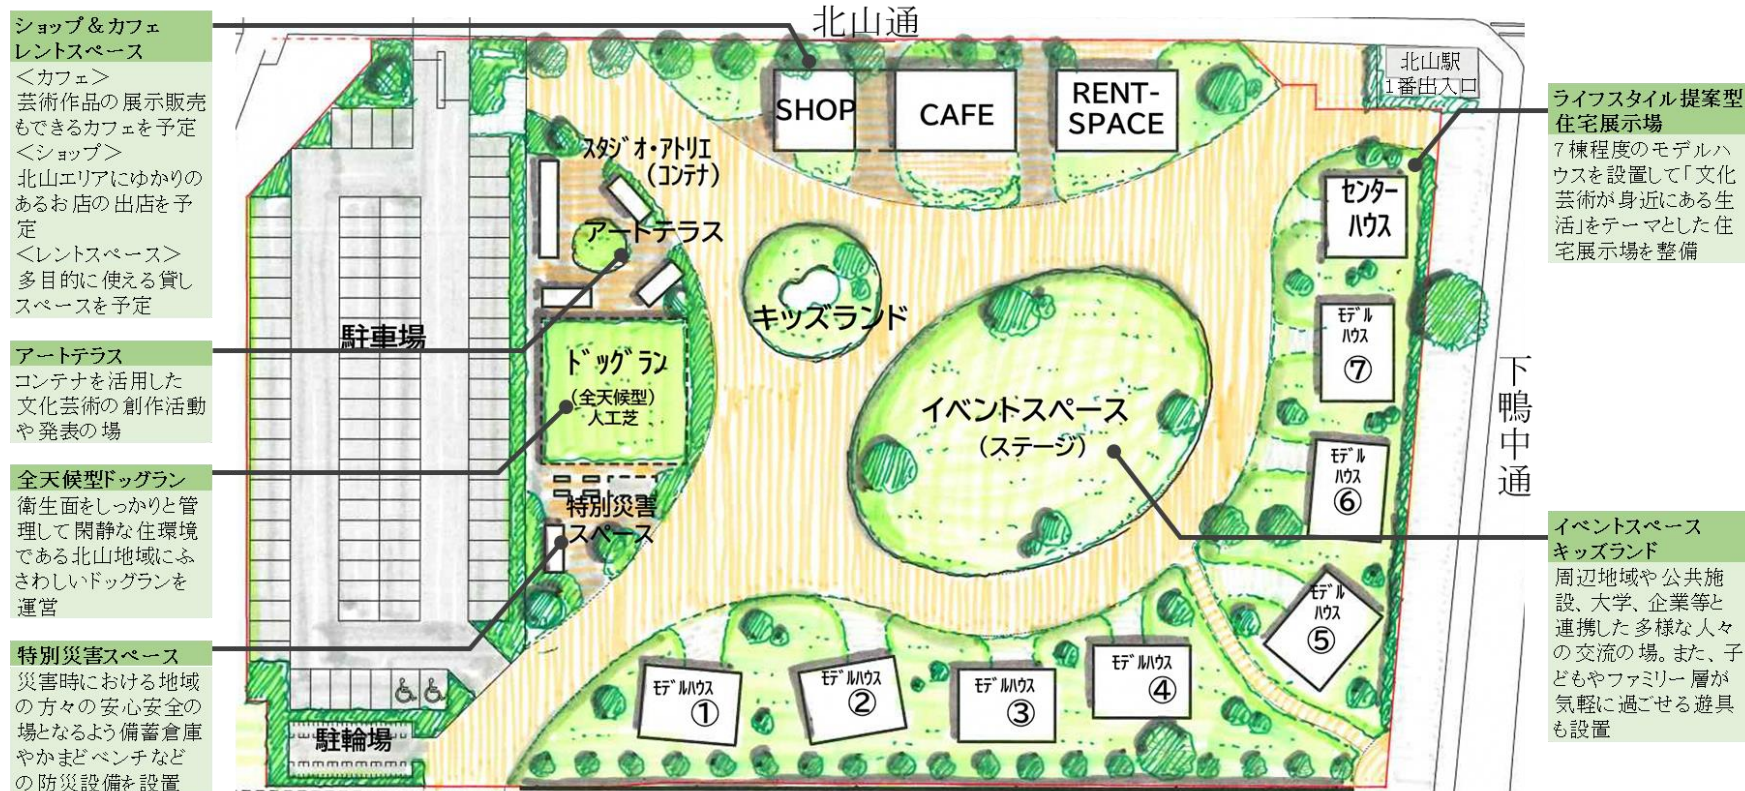 北山通
ショップ＆カフェ
レントスペース
＜カフェ＞
芸術作品の展示販売
もできるカフェを予定
＜ショップ＞
北山エリアにゆかりの
あるお店の出店を予
定
＜レントスペース＞
多目的に使える貸し
スペースを予定
アートテラス
コンテナを活用した
文化芸術の創作活動
や発表の場
全天候型ドッグラン
衛生面をしっかりと管
理して閑静な住環境
である北山地域にふ
さわしいドッグランを
運営
特別災害スペース
災害時における地域
の方々の安心安全の
場となるよう備蓄倉庫
やかまどベンチなど
の防災設備を設置
SHOP
CAFE
RENT-
SPACE
北山駅
1番出入口
スタジオ・アトリエ
（コンテナ）
アートテラス
キッズランド
駐車場
ドッグラン
（全天候型）
人工芝
イベントスペース
（ステージ）
特別災害
スペース
駐輪場
センター
ハウス
モデル
ハウス
⑦
モデル
ハウス
⑥
モデル
ハウス
⑤
モデルハウス
④
モデルハウス
③
モデルハウス
②
モデルハウス
①
下鴨中通
ライフスタイル提案型
住宅展示場
7棟程度のモデルハ
ウスを設置して「文化
芸術が身近にある生
活」をテーマとした住
宅展示場を整備
イベントスペース
キッズランド
周辺地域や公共施
設、大学、企業等と
連携した多様な人々
の交流の場。また、子
どもやファミリー層が
気軽に過ごせる遊具
も設置